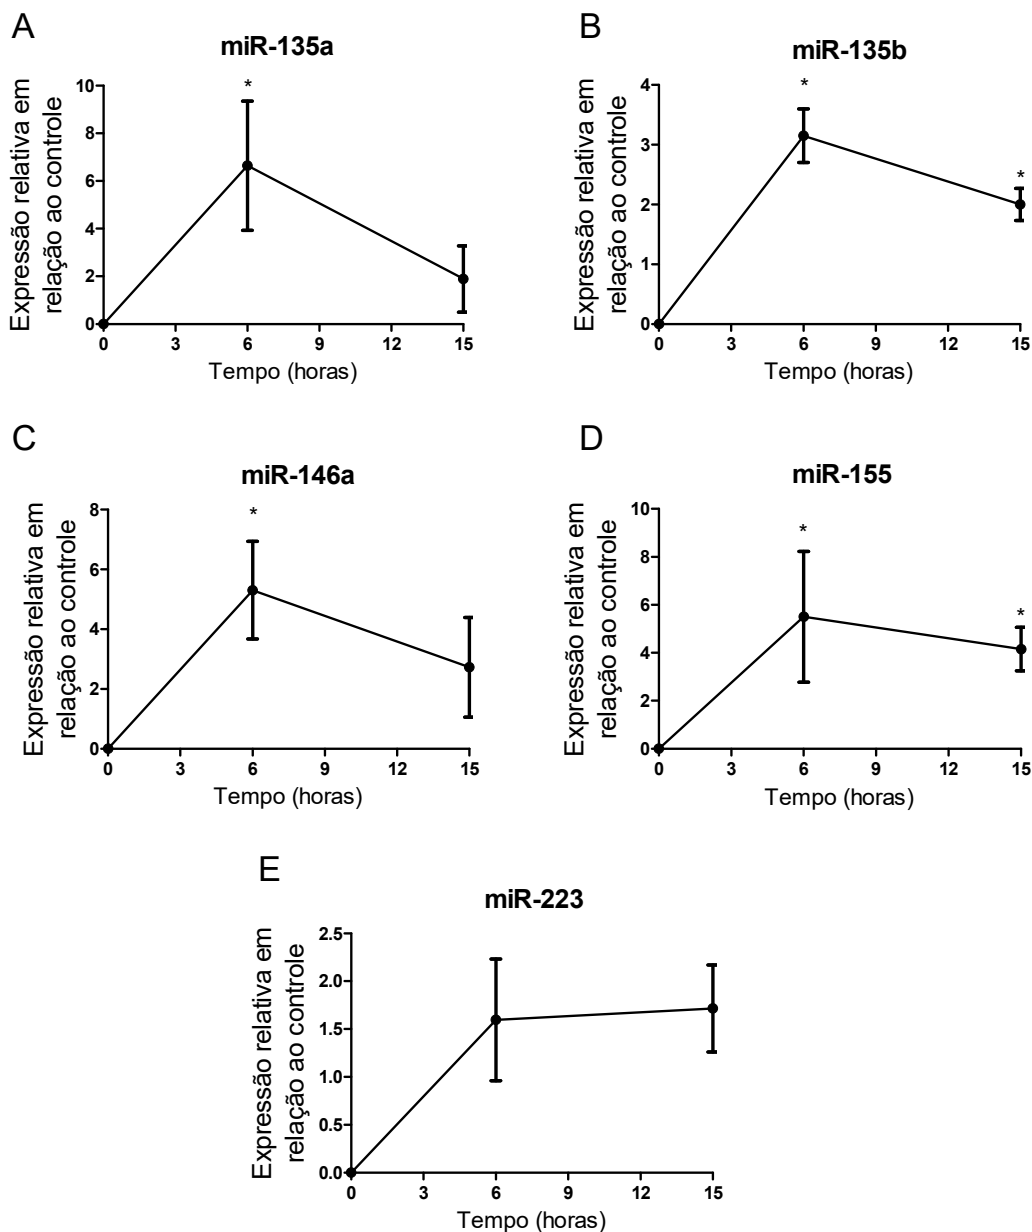 A
miR-135a
Expressão relativa em
relação ao controle
10
8
6
4
2
0
*
0 3 6 9 12 15
Tempo (horas)
B
miR-135b
Expressão relativa em
relação ao controle
4
3
2
1
0
*
*
0 3 6 9 12 15
Tempo (horas)
C
miR-146a
Expressão relativa em
relação ao controle
8
6
4
2
0
*
0 3 6 9 12 15
Tempo (horas)
D
miR-155
Expressão relativa em
relação ao controle
10
8
6
4
2
0
*
*
0 3 6 9 12 15
Tempo (horas)
E
miR-223
Expressão relativa em
relação ao controle
2.5
2.0
1.5
1.0
0.5
0.0
0 3 6 9 12 15
Tempo (horas)